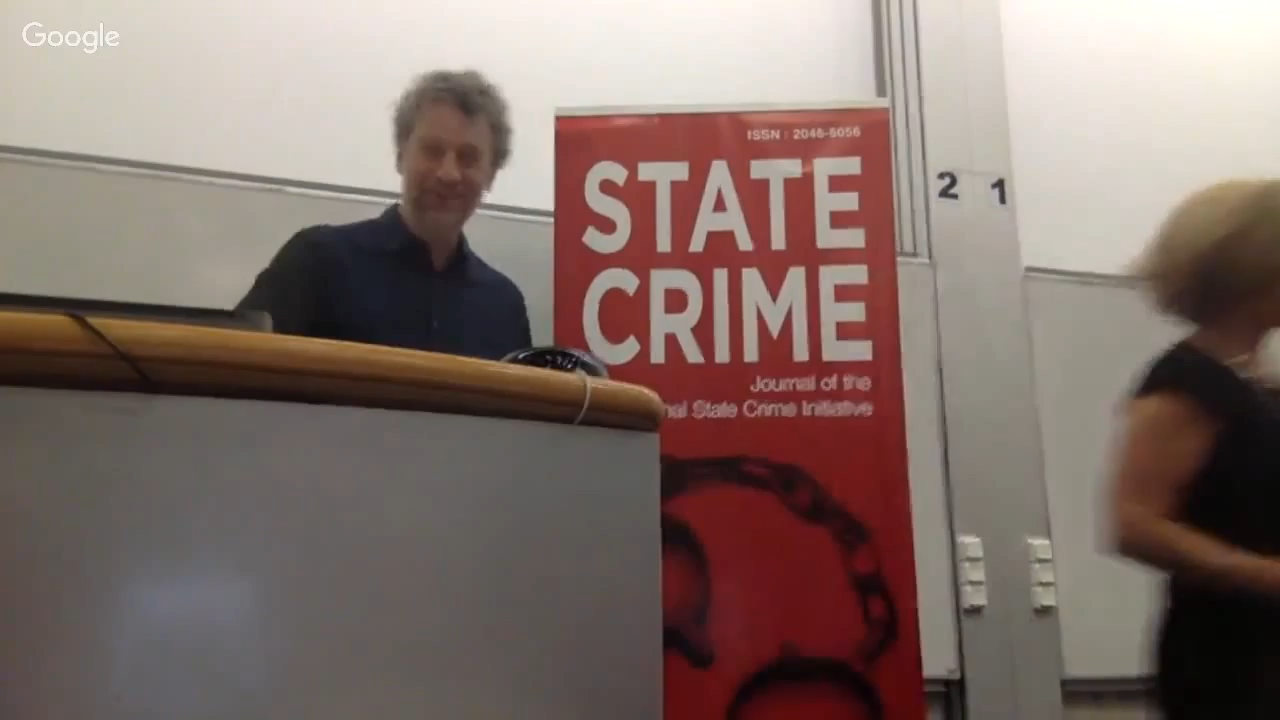 Google
ISSN : 2046-6056
STATE
CRIME
Journal of the
State Crime Initiative
2 1